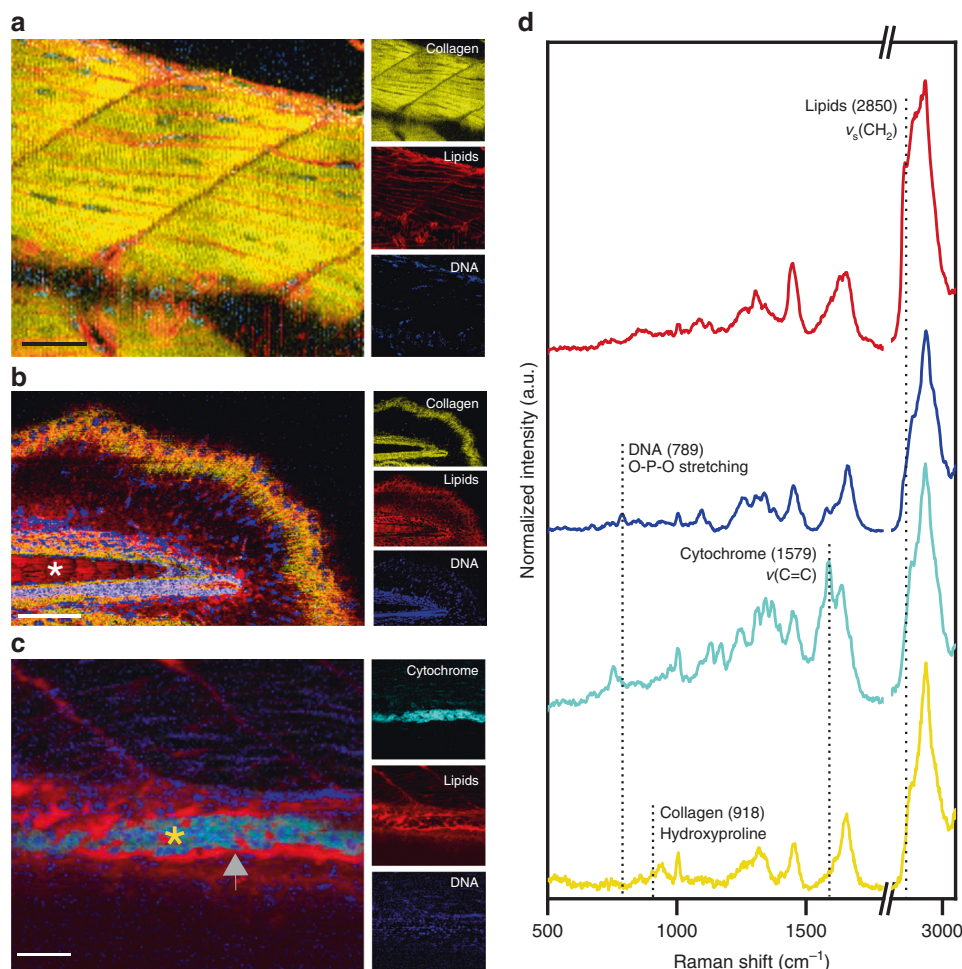 a
Collagen
Lipids
DNA
b
Collagen
Lipids
DNA
*
c
Cytochrome
Lipids
DNA
*
d
Normalized intensity (a.u.)
Lipids (2850)
νs(CH2)
DNA (789)
O-P-O stretching
Cytochrome (1579)
ν(C=C)
Collagen (918)
Hydroxyproline
500 1000 1500 3000
Raman shift (cm⁻¹)